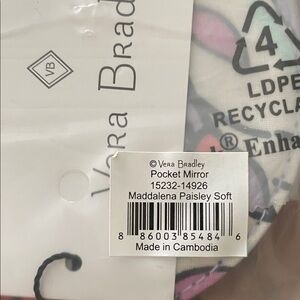 VB
Vera Brad
4
LDPE
RECYCLA
® Enha
© Vera Bradley
Pocket Mirror
15232-14926
Maddalena Paisley Soft
8 86003 85484 6
Made in Cambodia